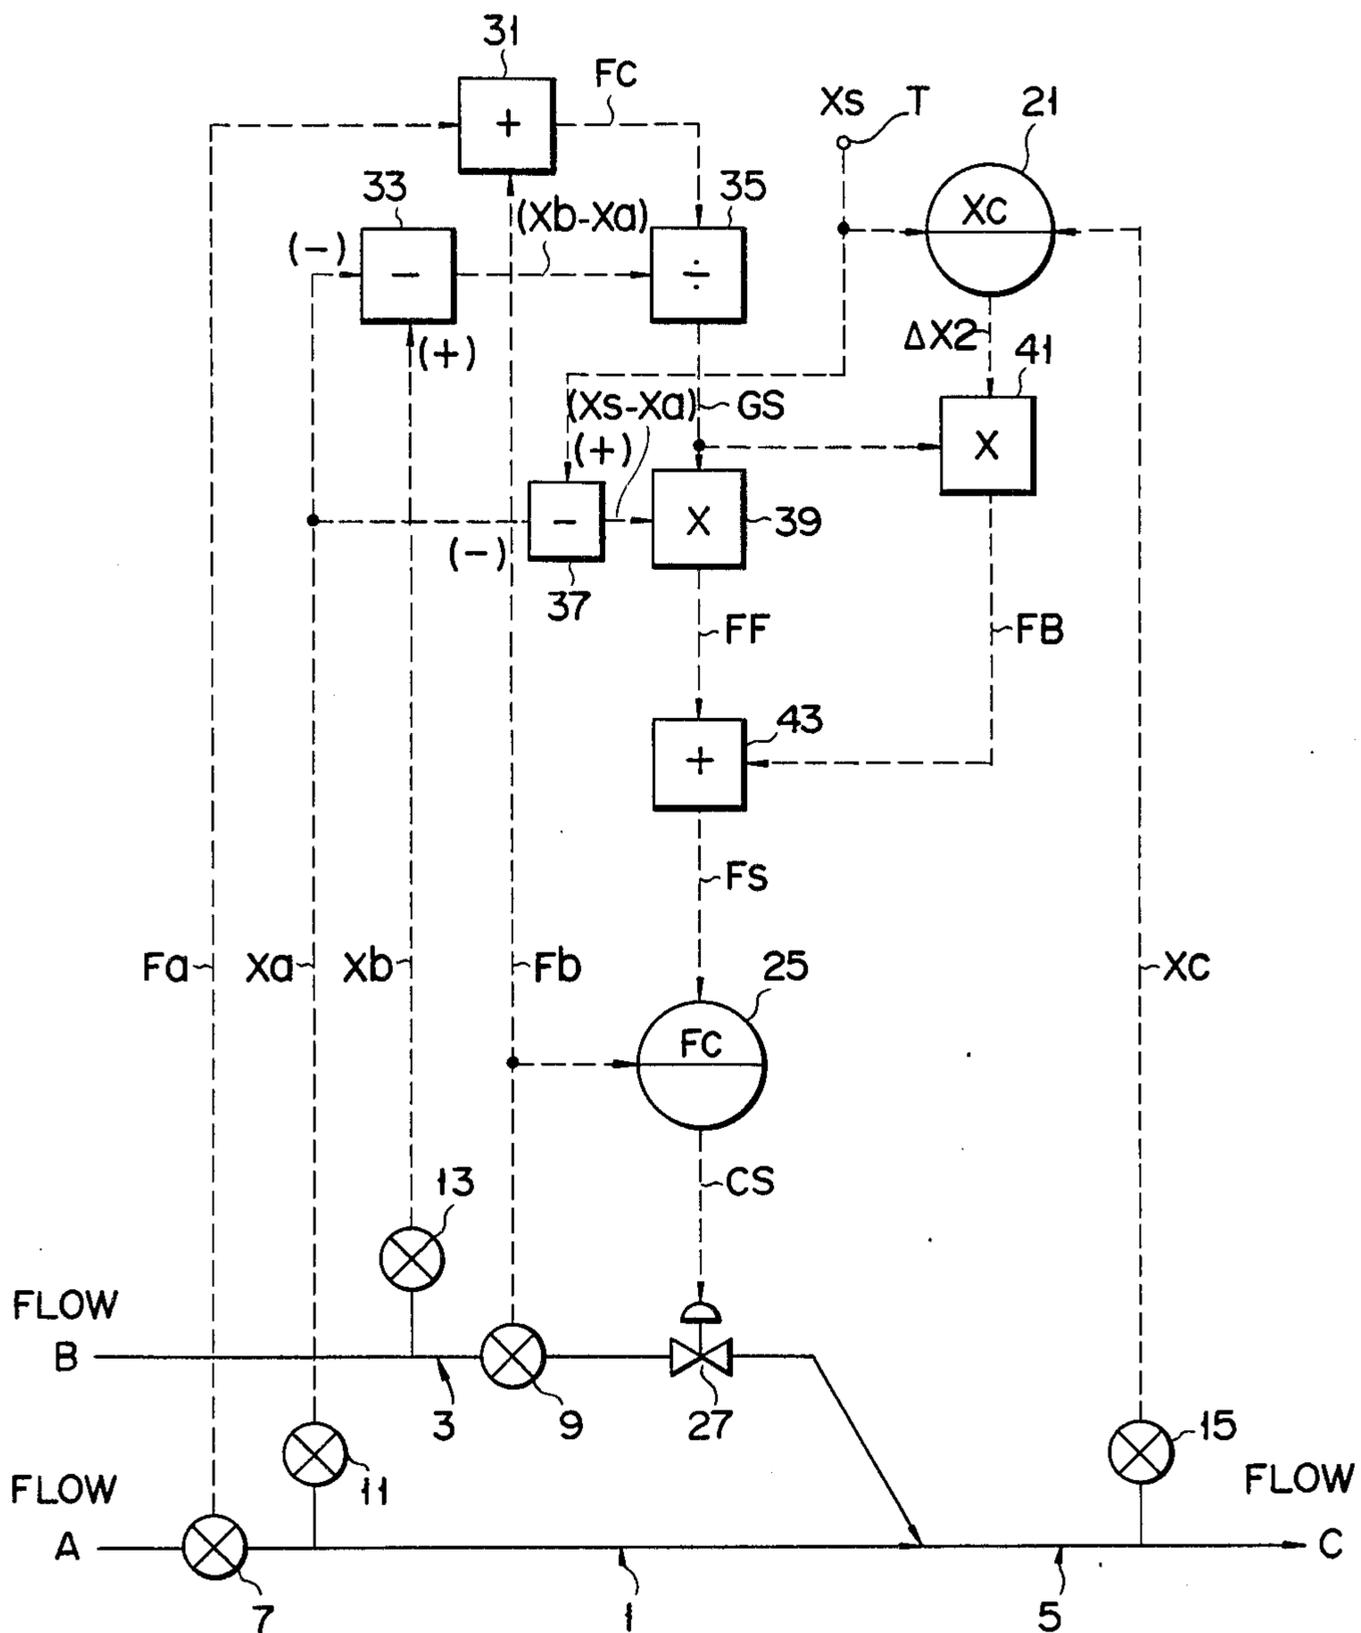 31
Fc
+
Xs T
21
33
35
Xc
(Xb-Xa)
(-)
-
÷
(+)
ΔX2
41
(Xs-Xa)
GS
(+)
X
-
X
39
(-)
37
FF
FB
43
+
Fs
Fa
Xa
Xb
Fb
25
Xc
Fc
CS
13
FLOW
B
3
9
27
15
11
FLOW
FLOW
A
C
7
1
5